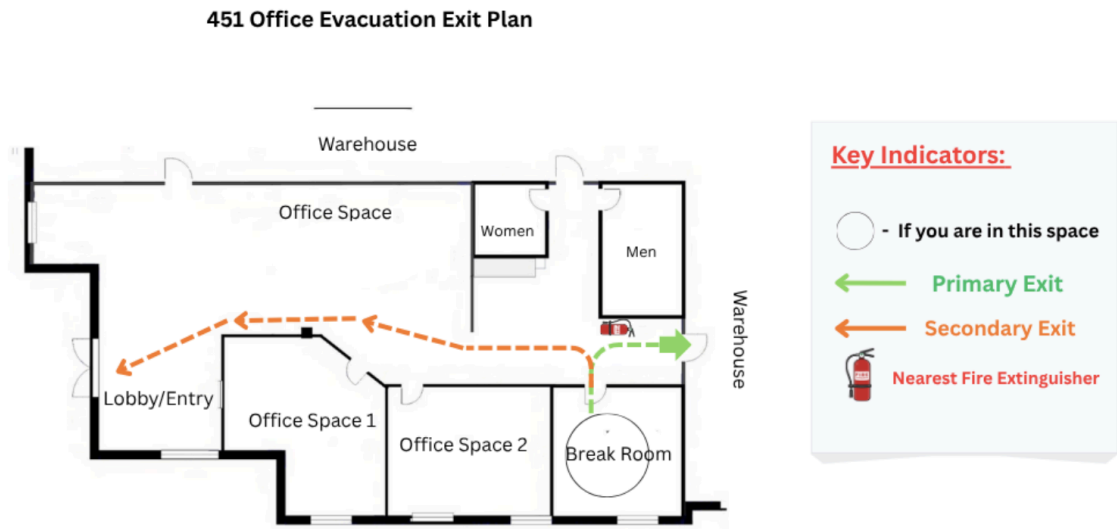 451 Office Evacuation Exit Plan
Warehouse
Office Space
Women
Men
Warehouse
Lobby/Entry
Office Space 1
Office Space 2
Break Room
Key Indicators:
- If you are in this space
Primary Exit
Secondary Exit
Nearest Fire Extinguisher